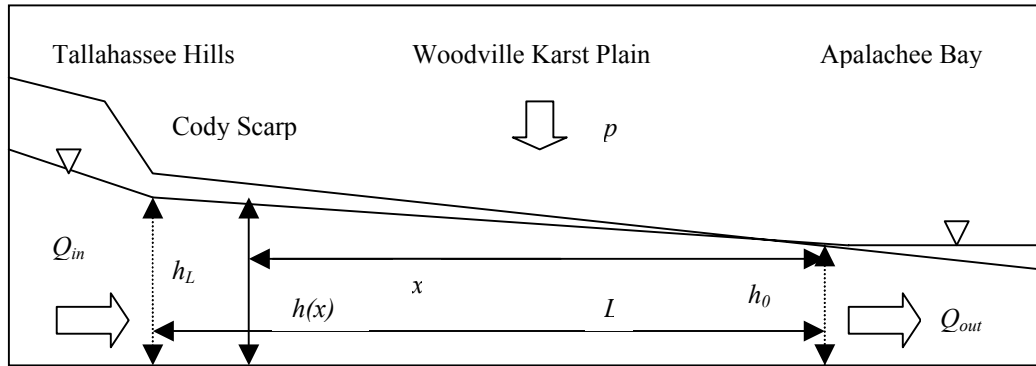 Tallahassee Hills Woodville Karst Plain Apalachee Bay
Cody Scarp p
Q_in h_L x h_0
h(x) L Q_out